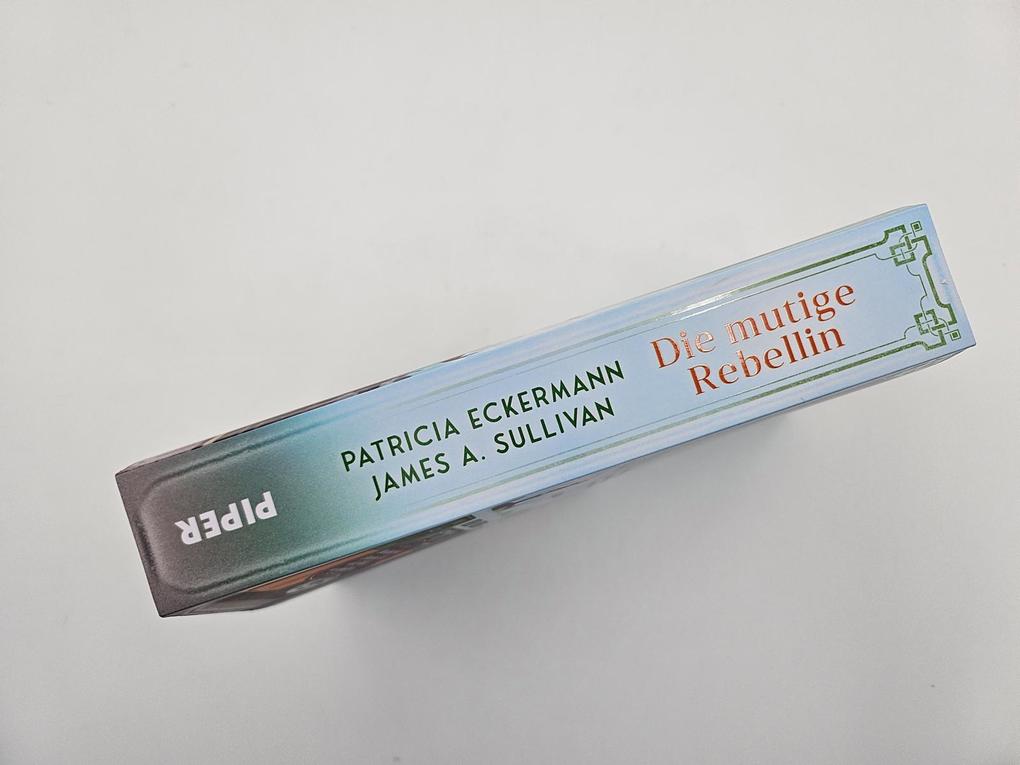 PATRICIA ECKERMANN
JAMES A. SULLIVAN
Die mutige
Rebellin
PIPER